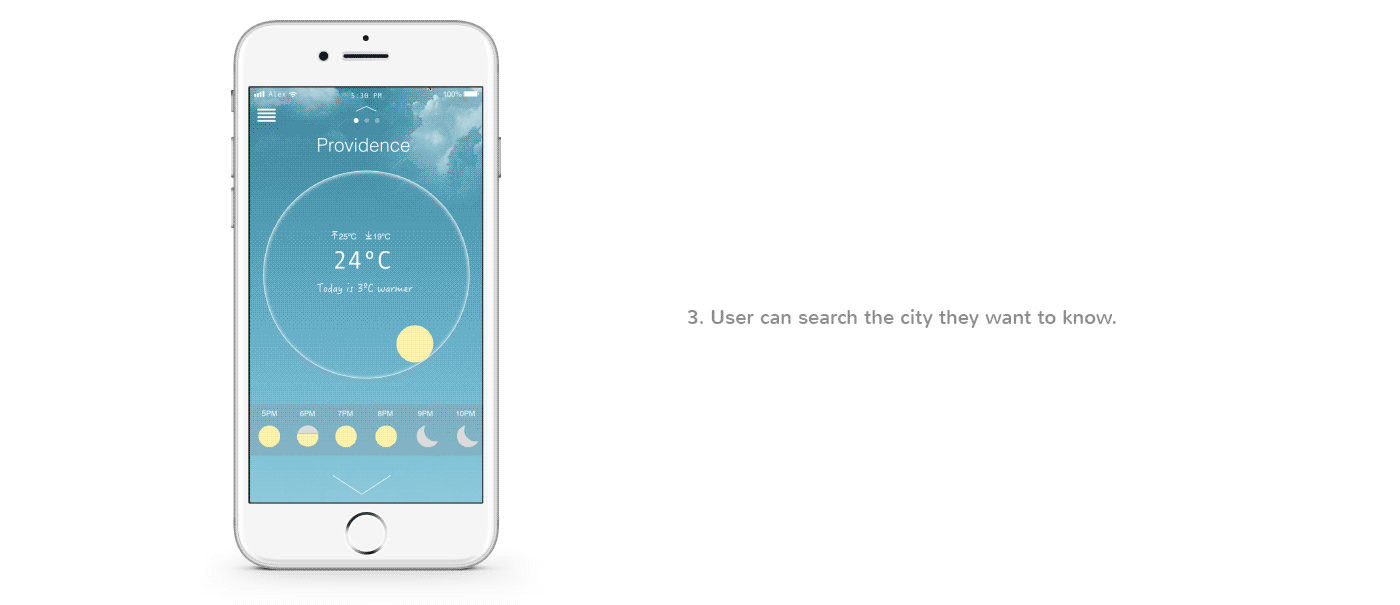 Alex 5.30 PM 100%
Providence
25°C 19°C
24°C
Today is 3°C warmer
5PM 6PM 7PM 8PM 9PM 10PM
3. User can search the city they want to know.